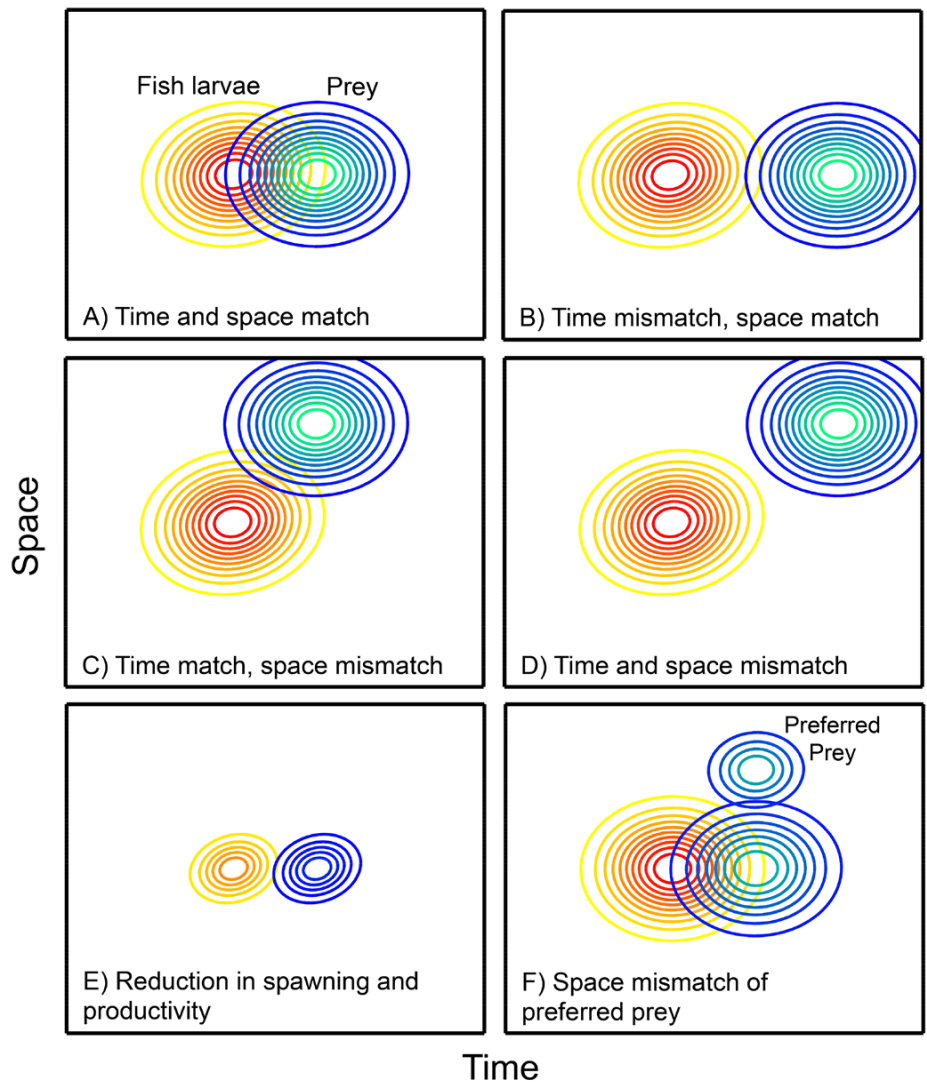 Fish larvae
Prey
A) Time and space match
B) Time mismatch, space match
Space
C) Time match, space mismatch
D) Time and space mismatch
E) Reduction in spawning and
productivity
Preferred
Prey
F) Space mismatch of
preferred prey
Time